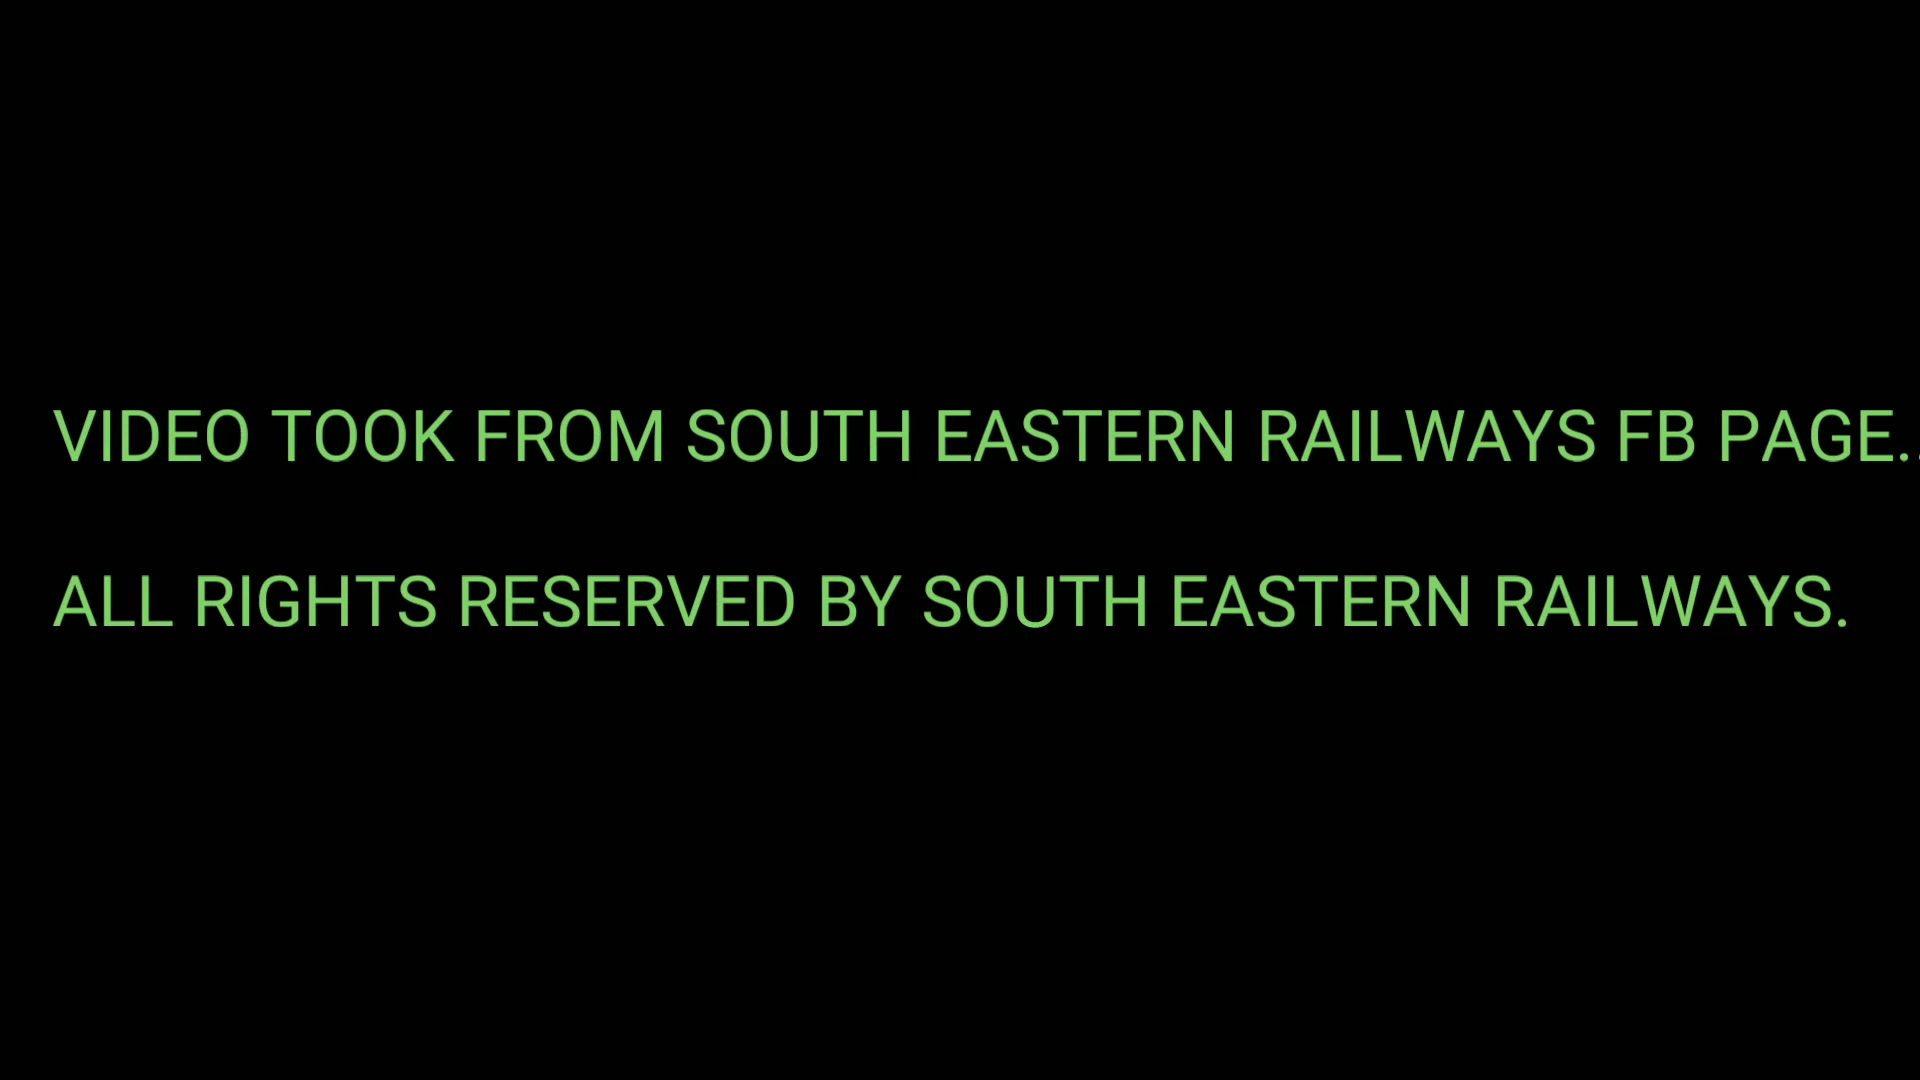 VIDEO TOOK FROM SOUTH EASTERN RAILWAYS FB PAGE..
ALL RIGHTS RESERVED BY SOUTH EASTERN RAILWAYS.